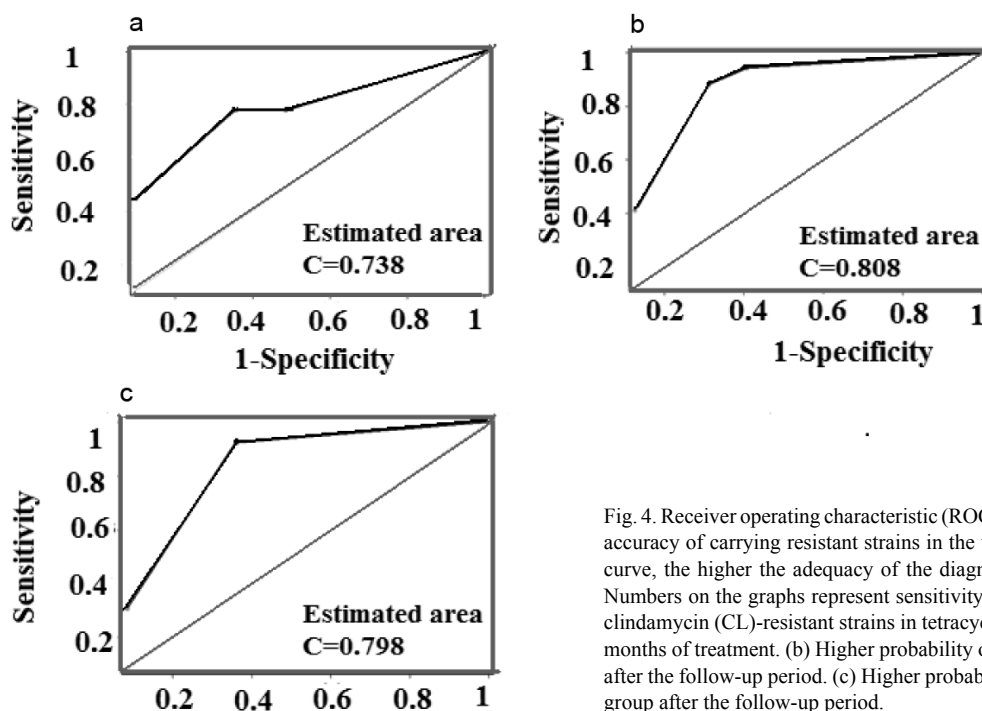 a
1
0.8
0.6
0.4
0.2
Sensitivity
Estimated area
C=0.738
0.2 0.4 0.6 0.8 1
1-Specificity
b
1
0.8
0.6
0.4
0.2
Sensitivity
Estimated area
C=0.808
0.2 0.4 0.6 0.8 1
1-Specificity
c
1
0.8
0.6
0.4
0.2
Sensitivity
Estimated area
C=0.798
0.2 0.4 0.6 0.8 1
Fig. 4. Receiver operating characteristic (ROC
accuracy of carrying resistant strains in the
curve, the higher the adequacy of the diagn
Numbers on the graphs represent sensitivity
clindamycin (CL)-resistant strains in tetracyc
months of treatment. (b) Higher probability o
after the follow-up period. (c) Higher probab
group after the follow-up period.